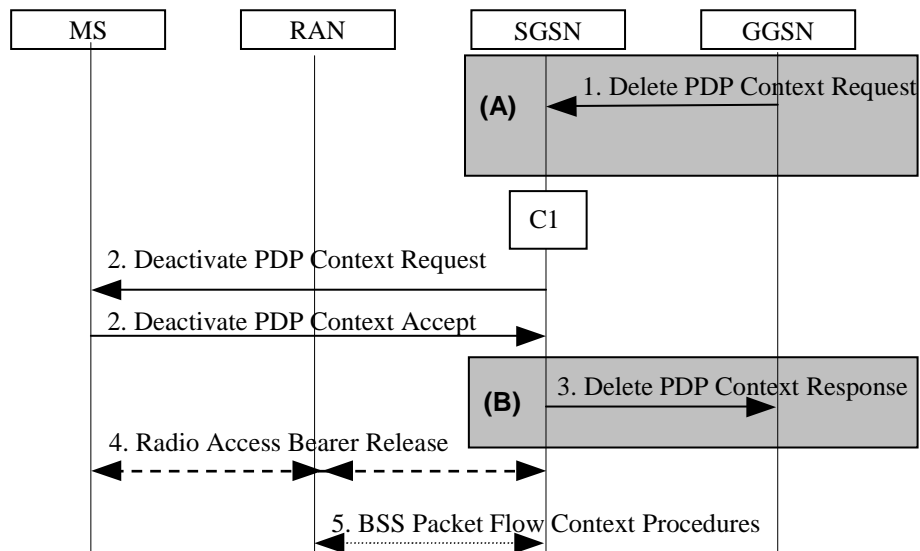 MS
RAN
SGSN
GGSN
1. Delete PDP Context Request
(A)
C1
2. Deactivate PDP Context Request
2. Deactivate PDP Context Accept
3. Delete PDP Context Response
(B)
4. Radio Access Bearer Release
5. BSS Packet Flow Context Procedures